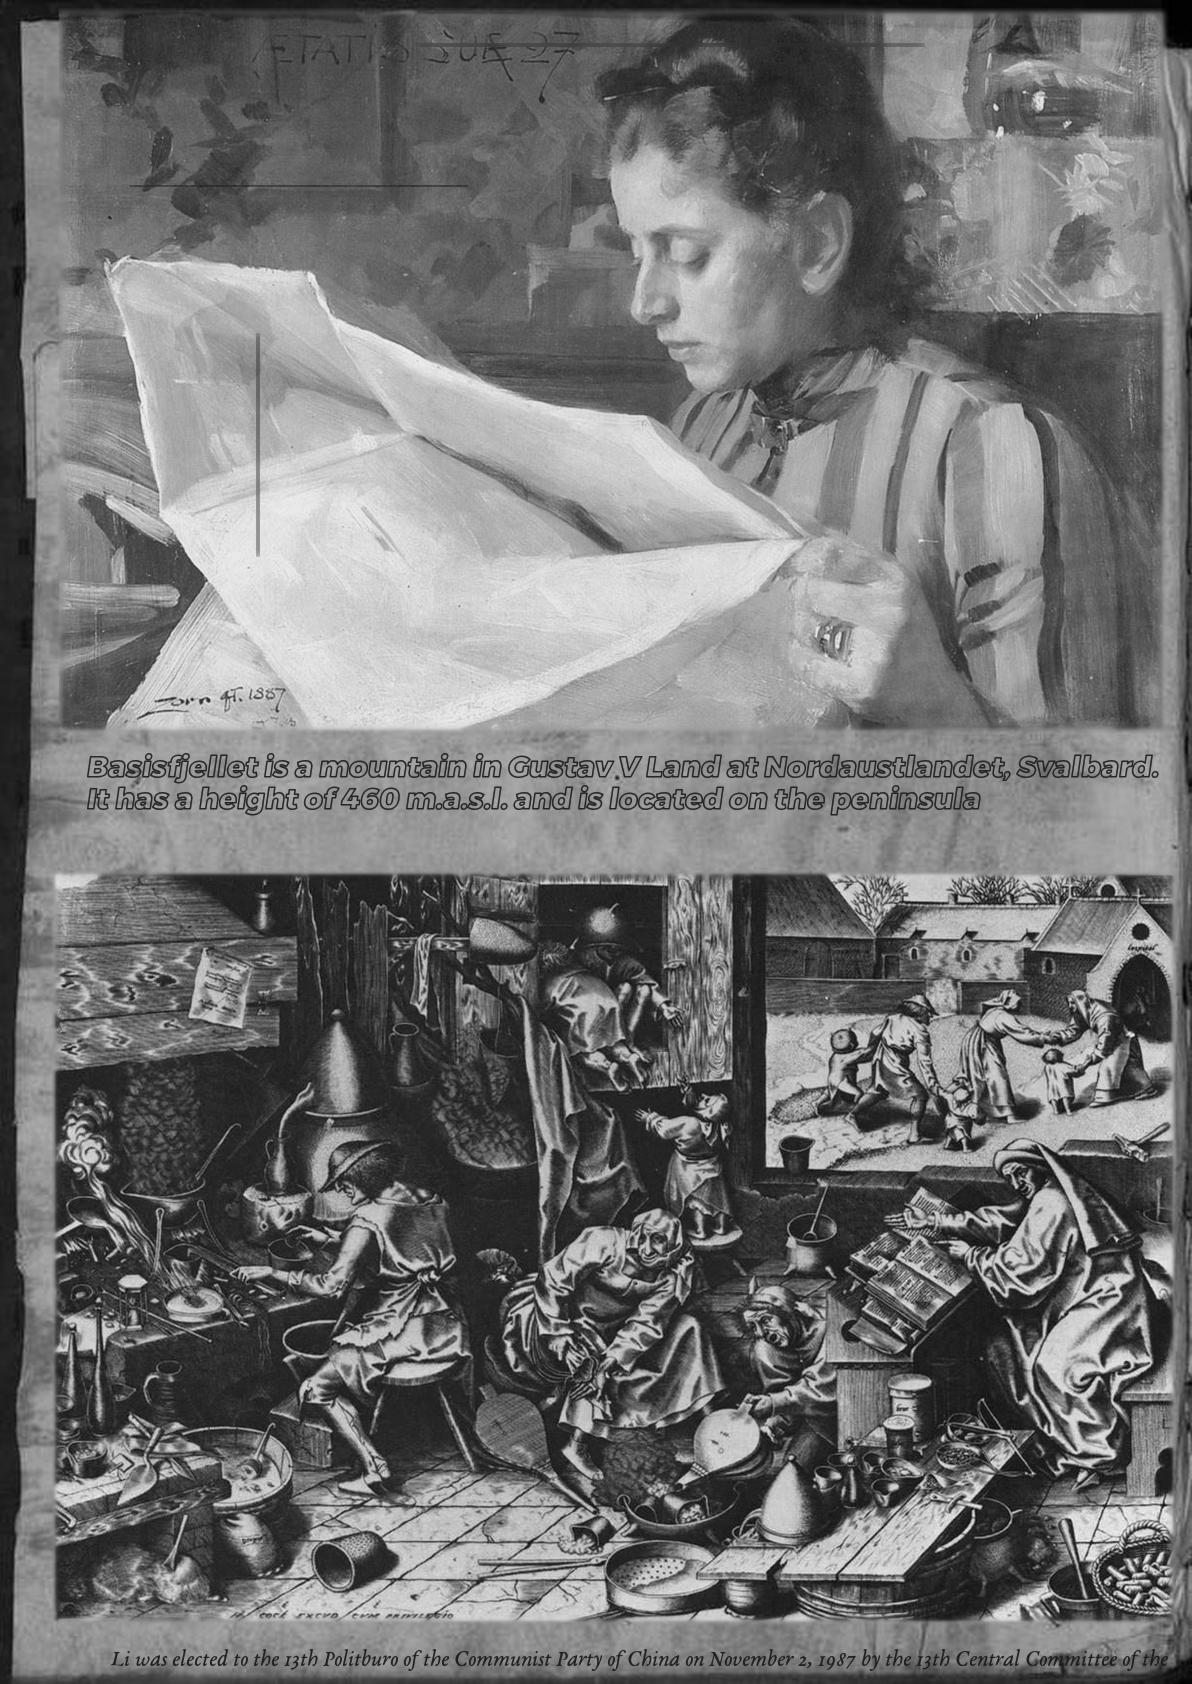 ÆTATIS SUÆ 27
Zorn pt. 1887
Basisfjellet is a mountain in Gustav V Land at Nordaustlandet, Svalbard.
It has a height of 460 m.a.s.l. and is located on the peninsula
COCK EXCVD CVM PRIVILEGIO
Li was elected to the 13th Politburo of the Communist Party of China on November 2, 1987 by the 13th Central Committee of the